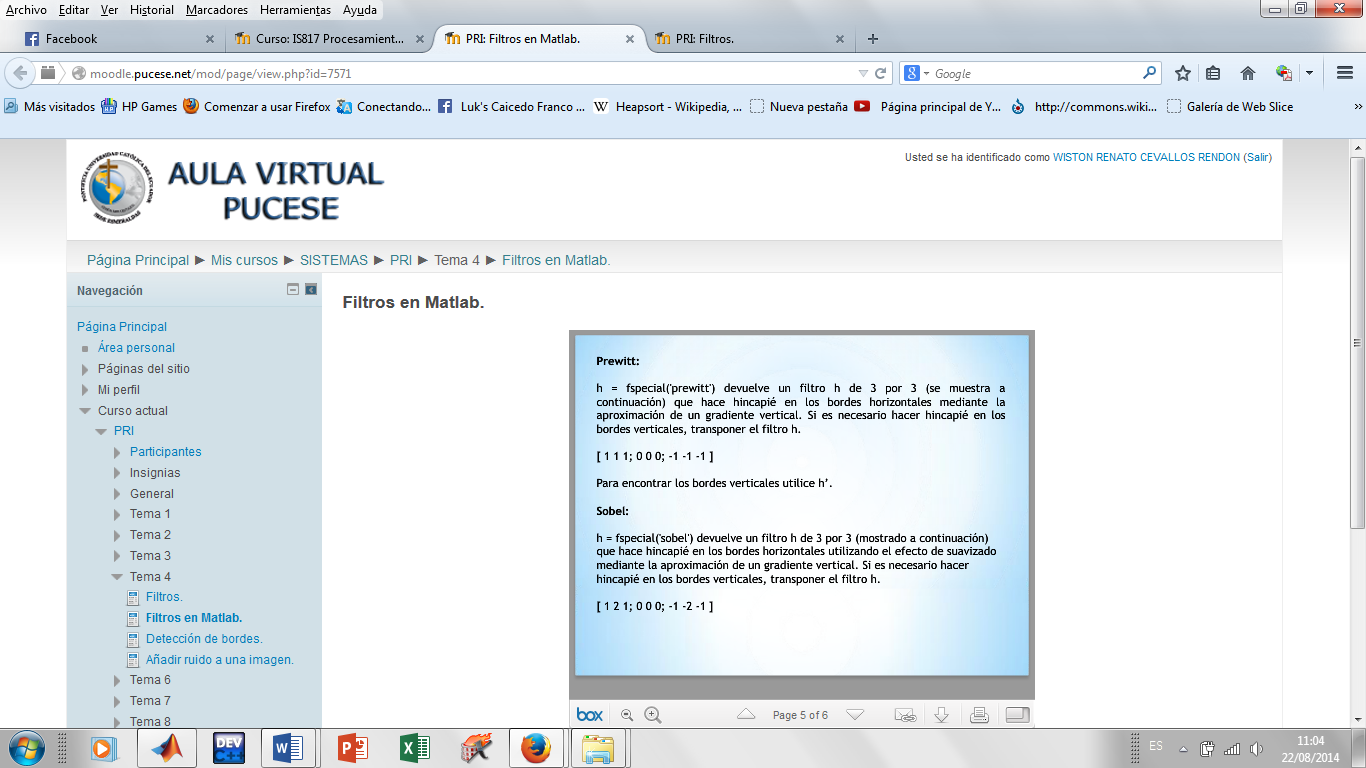 Archivo Editar Ver Historial Marcadores Herramientas Ayuda
Facebook
Curso: IS817 Procesamient...
PRI: Filtros en Matlab.
PRI: Filtros.
moodle.pucese.net/mod/page/view.php?id=7571
Google
Más visitados HP Games Comenzar a usar Firefox Conectando... Luk's Caicedo Franco ... Heapsort - Wikipedia, ... Nueva pestaña Página principal de Y... http://commons.wiki... Galería de Web Slice
PONTIFICIA UNIVERSIDAD CATÓLICA DEL ECUADOR
SEDE ESMERALDAS
AULA VIRTUAL
PUCESE
Usted se ha identificado como WISTON RENATO CEVALLOS RENDON (Salir)
Página Principal ► Mis cursos ► SISTEMAS ► PRI ► Tema 4 ► Filtros en Matlab.
Navegación
Página Principal
Área personal
Páginas del sitio
Mi perfil
Curso actual
PRI
Participantes
Insignias
General
Tema 1
Tema 2
Tema 3
Tema 4
Filtros.
Filtros en Matlab.
Detección de bordes.
Añadir ruido a una imagen.
Tema 6
Tema 7
Tema 8
Filtros en Matlab.
Prewitt:
h = fspecial('prewitt') devuelve un filtro h de 3 por 3 (se muestra a
continuación) que hace hincapié en los bordes horizontales mediante la
aproximación de un gradiente vertical. Si es necesario hacer hincapié en los
bordes verticales, transponer el filtro h.
[ 1 1 1; 0 0 0; -1 -1 -1 ]
Para encontrar los bordes verticales utilice h’.
Sobel:
h = fspecial('sobel') devuelve un filtro h de 3 por 3 (mostrado a continuación)
que hace hincapié en los bordes horizontales utilizando el efecto de suavizado
mediante la aproximación de un gradiente vertical. Si es necesario hacer
hincapié en los bordes verticales, transponer el filtro h.
[ 1 2 1; 0 0 0; -1 -2 -1 ]
box
Page 5 of 6
DEV C++
ES
11:04
22/08/2014